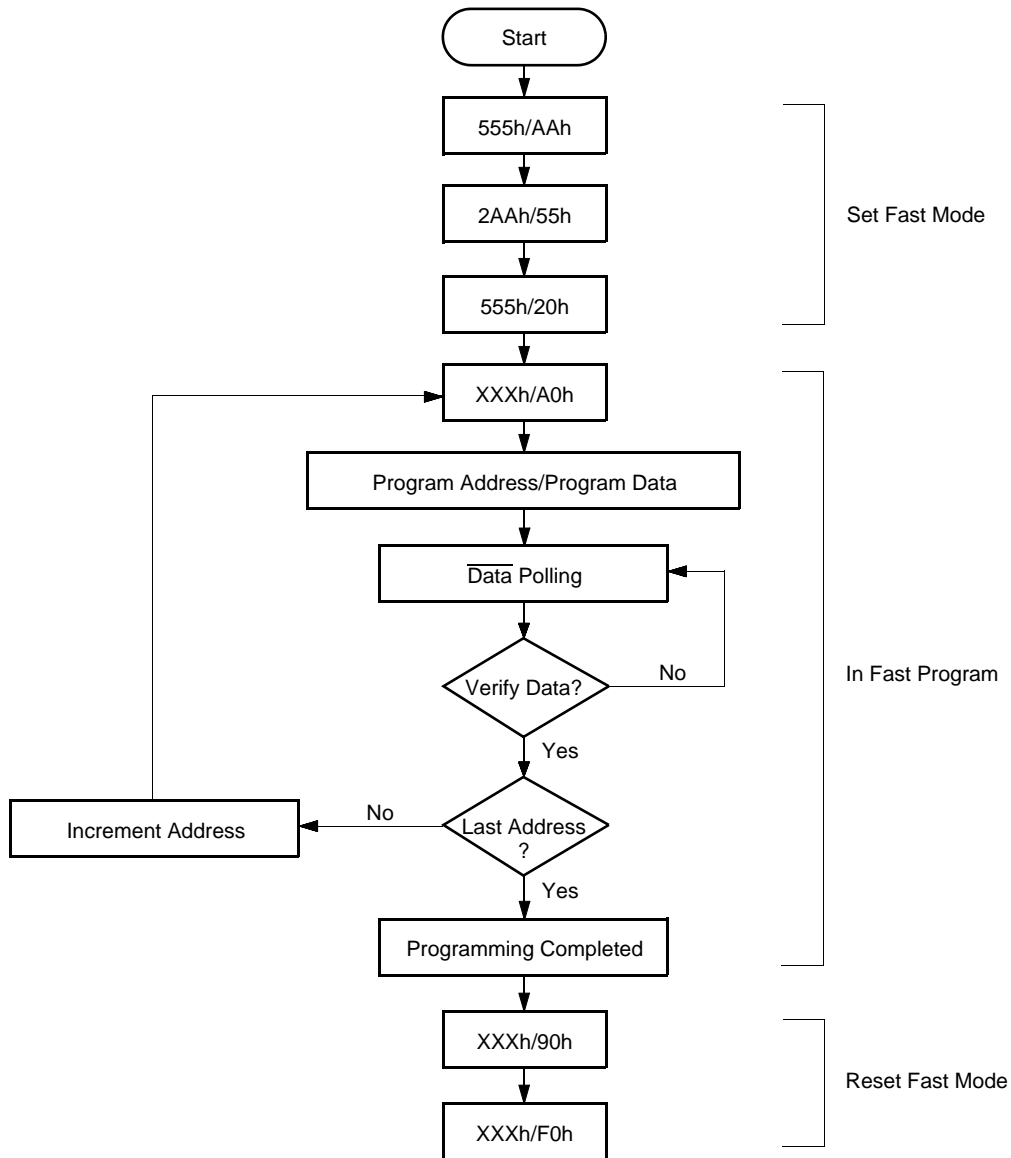 Start
555h/AAh
2AAh/55h
Set Fast Mode
555h/20h
XXXh/A0h
Program Address/Program Data
Data Polling
Verify Data?
No
In Fast Program
Yes
Increment Address
No
Last Address
?
Yes
Programming Completed
XXXh/90h
Reset Fast Mode
XXXh/F0h